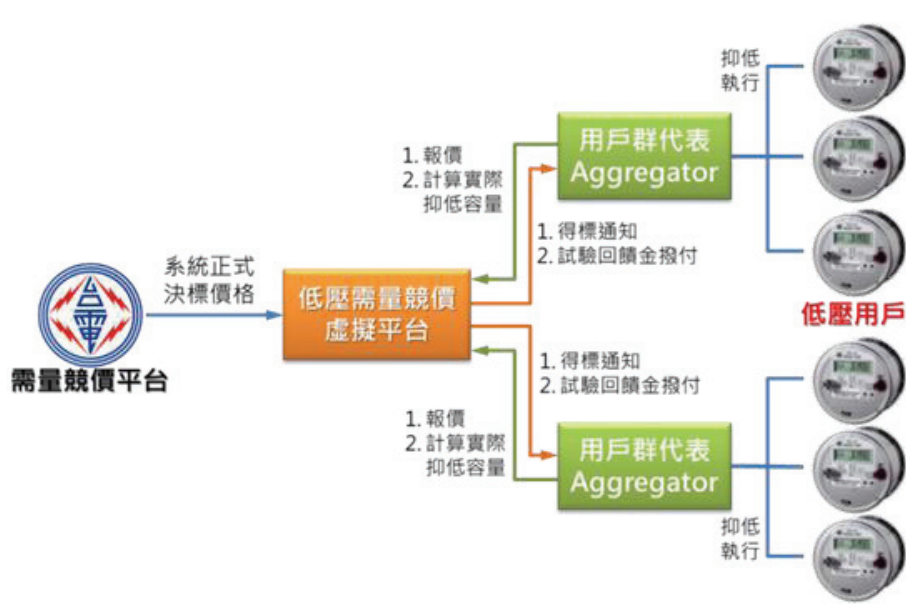 抑低
執行
用戶群代表
Aggregator
1. 報價
2. 計算實際
抑低容量
1. 得標通知
2. 試驗回饋金撥付
系統正式
決標價格
台電
低壓需量競價
虛擬平台
需量競價平台
低壓用戶
1. 得標通知
2. 試驗回饋金撥付
1. 報價
2. 計算實際
抑低容量
用戶群代表
Aggregator
抑低
執行